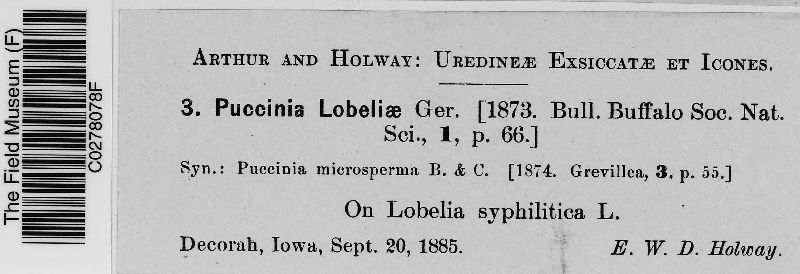 The Field Museum (F)
C0278078F
ARTHUR AND HOLWAY: UREDINEÆ EXSICCATÆ ET ICONES.
3. Puccinia Lobeliæ Ger. [1873. Bull. Buffalo Soc. Nat.
Sci., 1, p. 66.]
Syn.: Puccinia microsperma B. & C. [1874. Grevillea, 3, p. 55.]
On Lobelia syphilitica L.
Decorah, Iowa, Sept. 20, 1885. E. W. D. Holway.